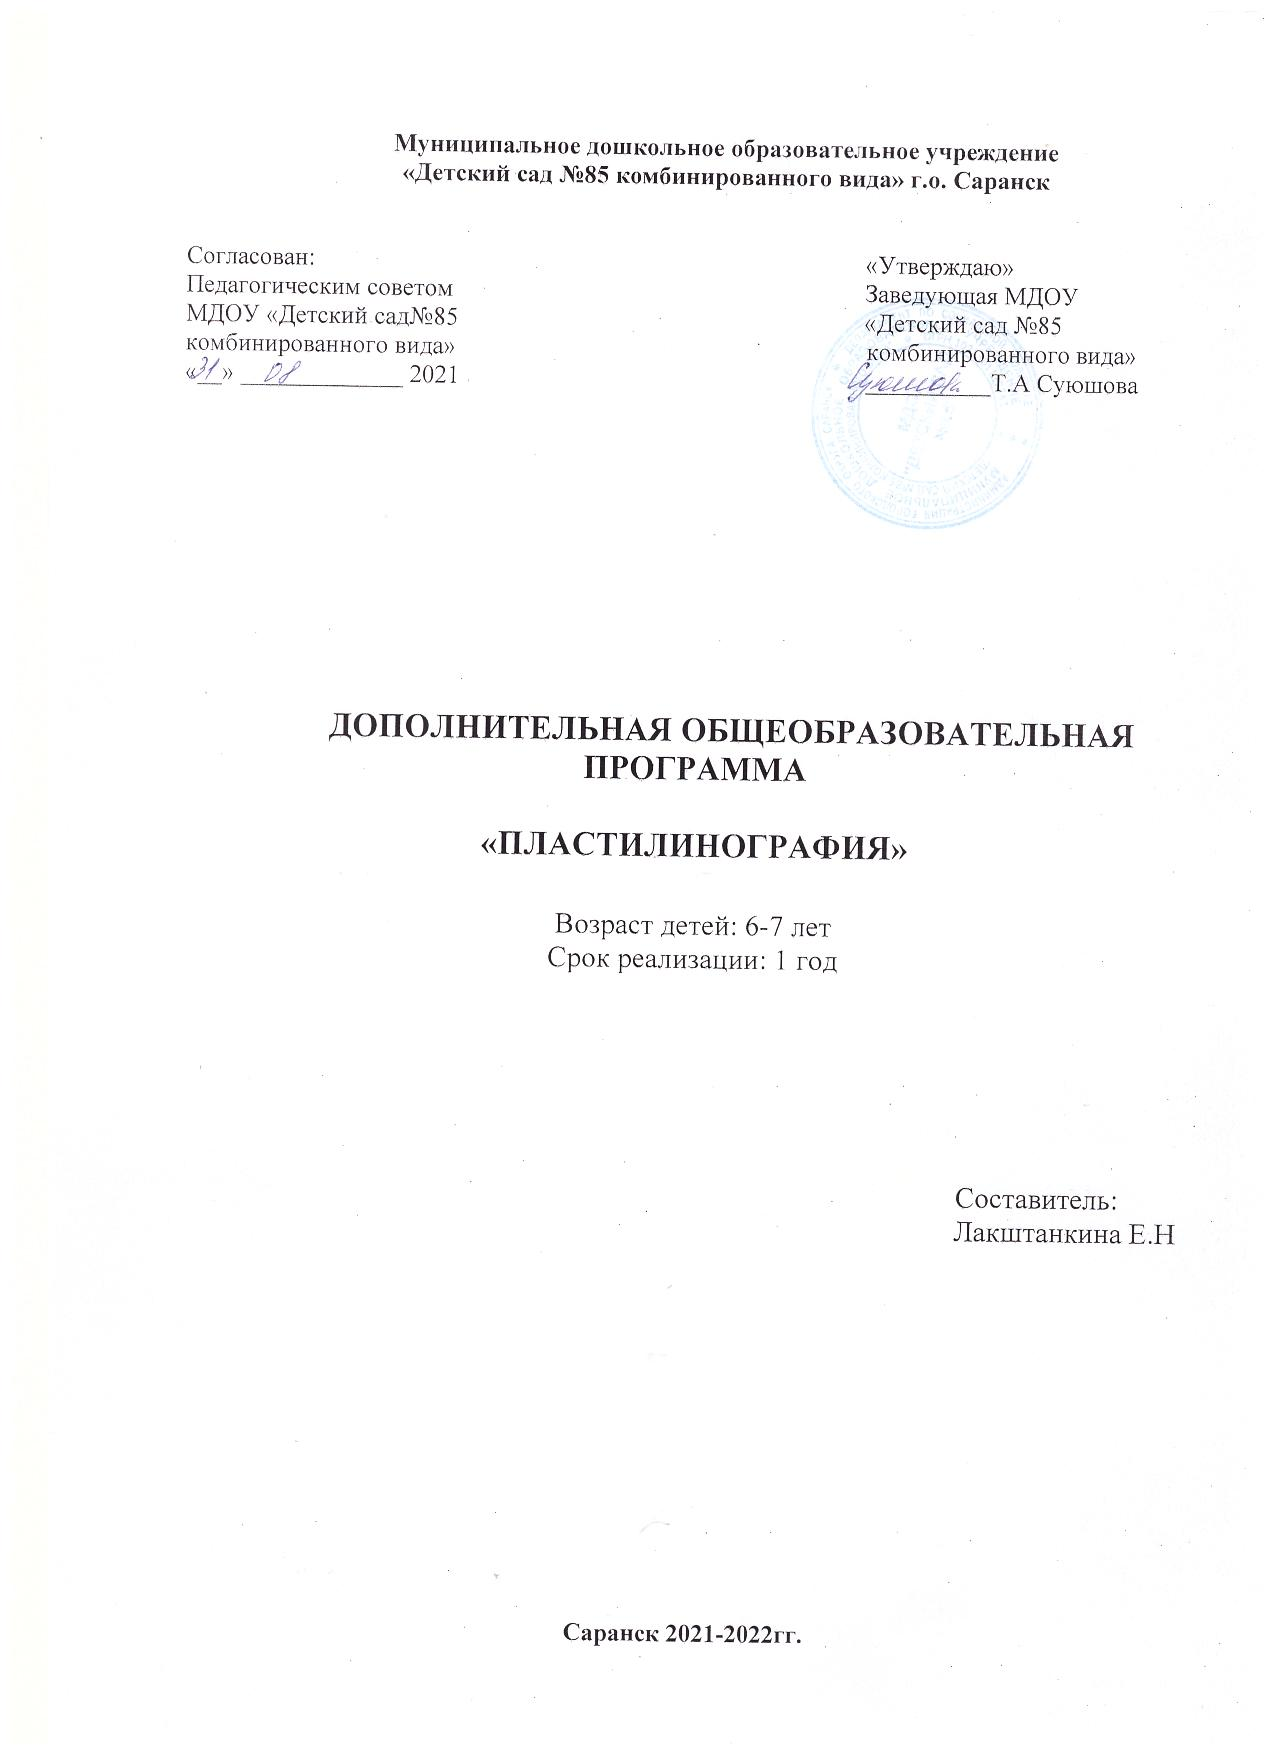 Муниципальное дошкольное образовательное учреждение
«Детский сад №85 комбинированного вида» г.о. Саранск
Согласован:
Педагогическим советом
МДОУ «Детский сад№85
комбинированного вида»
«31» 08 2021
«Утверждаю»
Заведующая МДОУ
«Детский сад №85
комбинированного вида»
Т.А Суюшова
ДОПОЛНИТЕЛЬНАЯ ОБЩЕОБРАЗОВАТЕЛЬНАЯ
ПРОГРАММА
«ПЛАСТИЛИНОГРАФИЯ»
Возраст детей: 6-7 лет
Срок реализации: 1 год
Составитель:
Лакштанкина Е.Н
Саранск 2021-2022гг.